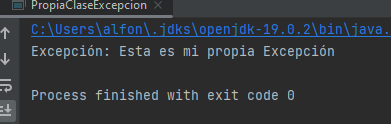 PropiaClaseExcepcion
C:\Users\alfon\.jdks\openjdk-19.0.2\bin\java.
Excepción: Esta es mi propia Excepción
Process finished with exit code 0